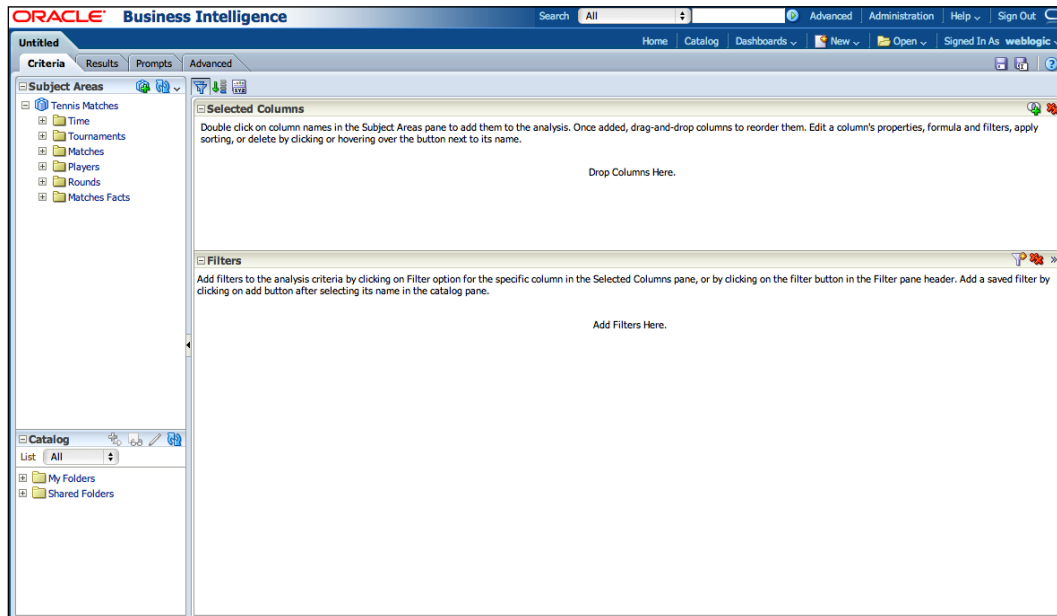 ORACLE Business Intelligence
Search All Advanced Administration Help Sign Out
Untitled
Home Catalog Dashboards New Open Signed In As weblogic
Criteria Results Prompts Advanced
Subject Areas
Tennis Matches
Time
Tournaments
Matches
Players
Rounds
Matches Facts
Selected Columns
Double click on column names in the Subject Areas pane to add them to the analysis. Once added, drag-and-drop columns to reorder them. Edit a column's properties, formula and filters, apply
sorting, or delete by clicking or hovering over the button next to its name.
Drop Columns Here.
Filters
Add filters to the analysis criteria by clicking on Filter option for the specific column in the Selected Columns pane, or by clicking on the filter button in the Filter pane header. Add a saved filter by
clicking on add button after selecting its name in the catalog pane.
Add Filters Here.
Catalog
List All
My Folders
Shared Folders